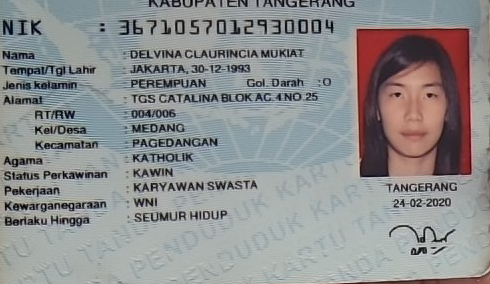 KABUPATEN TANGERANG
NIK : 3671057012930004
Nama : DELVINA CLAURINCIA MUKIAT
Tempat/Tgl Lahir : JAKARTA, 30-12-1993
Jenis kelamin : PEREMPUAN Gol. Darah :O
Alamat : TGS CATALINA BLOK AC.4 NO 25
RT/RW : 004/006
Kel/Desa : MEDANG
Kecamatan : PAGEDANGAN
Agama : KATHOLIK
Status Perkawinan : KAWIN
Pekerjaan : KARYAWAN SWASTA
Kewarganegaraan : WNI
Berlaku Hingga : SEUMUR HIDUP
TANGERANG
24-02-2020